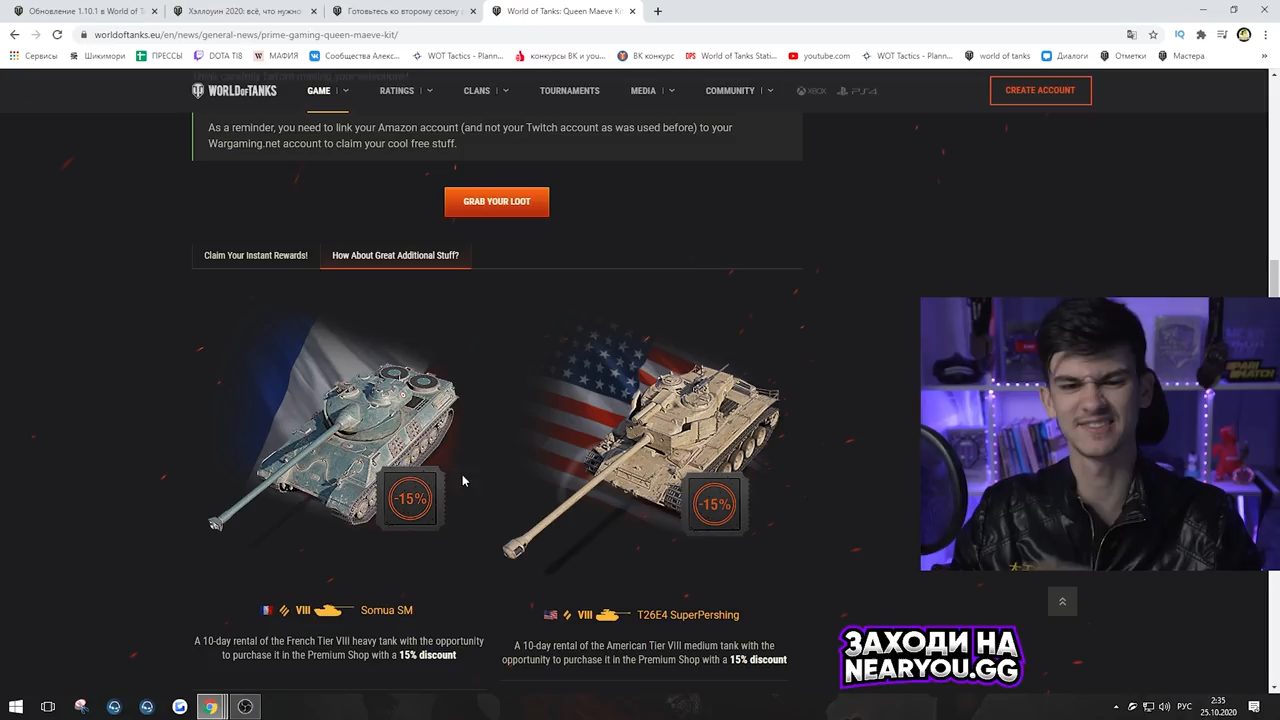 Обновление 1.10.1 в World of T
Хэллоуин 2020: всё, что нужно
Готовьтесь ко второму сезону р
World of Tanks: Queen Maeve Ki
worldoftanks.eu/en/news/general-news/prime-gaming-queen-maeve-kit/
Сервисы
Шикимори
ПРЕССЫ
DOTA TI8
МАФИЯ
Сообщества Алекс...
WOT Tactics - Plann...
конкурсы ВК и you...
ВК конкурс
World of Tanks Stati...
youtube.com
WOT Tactics - Plann...
world of tanks
Диалоги
Отметки
Мастера
WORLD OF TANKS
GAME
RATINGS
CLANS
TOURNAMENTS
MEDIA
COMMUNITY
XBOX
PS4
CREATE ACCOUNT
As a reminder, you need to link your Amazon account (and not your Twitch account as was used before) to your
Wargaming.net account to claim your cool free stuff.
GRAB YOUR LOOT
Claim Your Instant Rewards!
How About Great Additional Stuff?
-15%
-15%
VIII Somua SM
VIII T26E4 SuperPershing
A 10-day rental of the French Tier VIII heavy tank with the opportunity
to purchase it in the Premium Shop with a 15% discount
A 10-day rental of the American Tier VIII medium tank with the
opportunity to purchase it in the Premium Shop with a 15% discount
PARIMATCH
ЗАХОДИ НА
NEARYOU.GG
РУС
2:35
25.10.2020